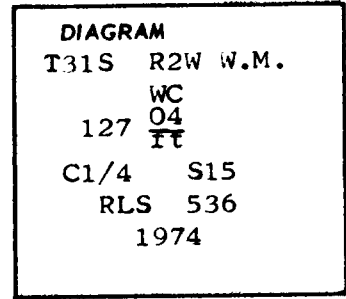 DIAGRAM
T31S R2W W.M.
WC
127 04
ft
C1/4 S15
RLS 536
1974